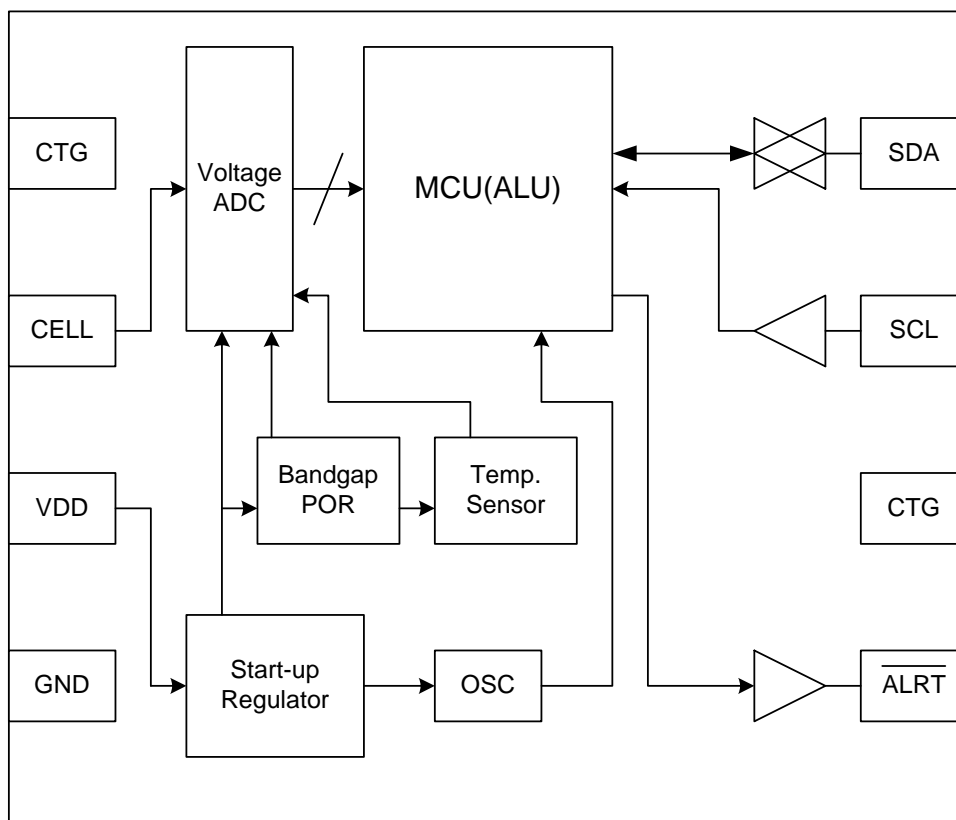 CTG
Voltage
ADC
MCU(ALU)
SDA
CELL
SCL
VDD
Bandgap
POR
Temp.
Sensor
CTG
GND
Start-up
Regulator
OSC
ALRT